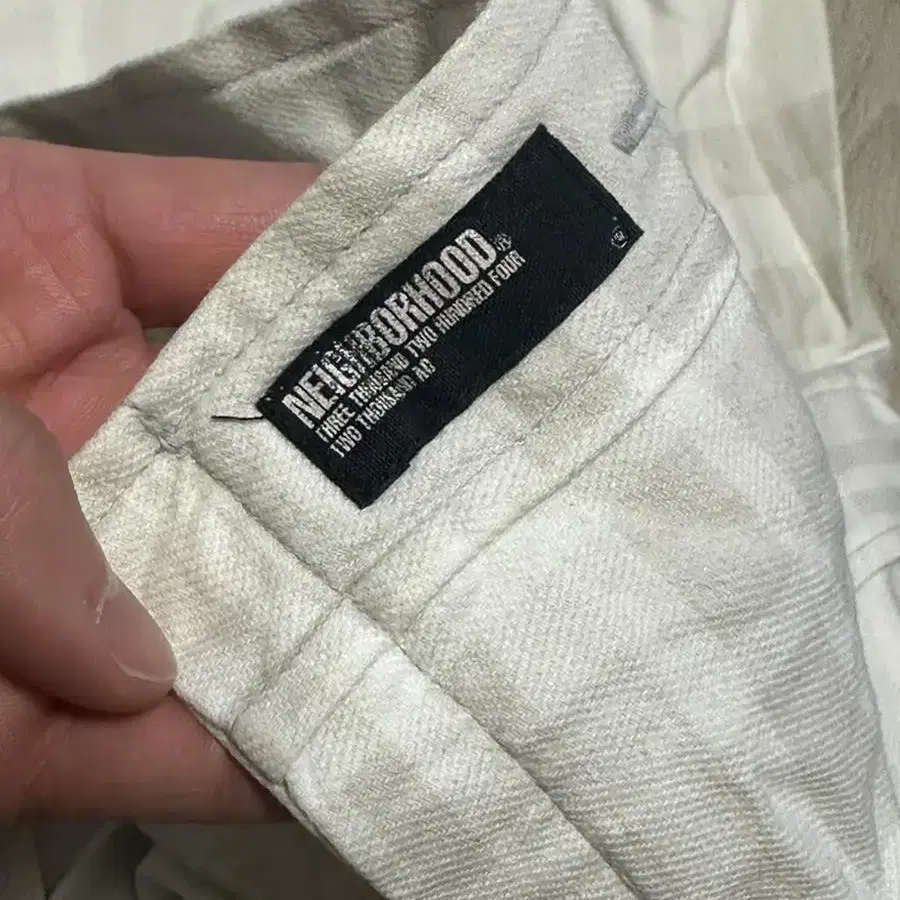 NEIGHBORHOOD®
THREE THOUSAND TWO HUNDRED FOUR
TWO THOUSAND AD